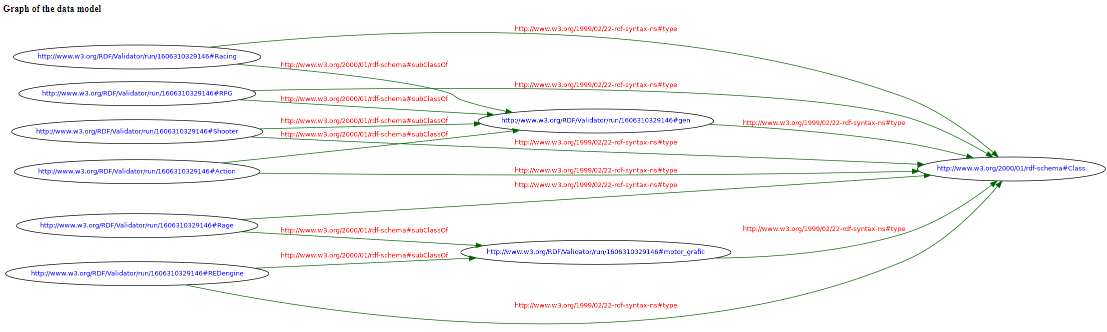 Graph of the data model
http://www.w3.org/1999/02/22-rdf-syntax-ns#type
http://www.w3.org/RDF/Validator/run/1606310329146#Racing
http://www.w3.org/2000/01/rdf-schema#subClassOf
http://www.w3.org/1999/02/22-rdf-syntax-ns#type
http://www.w3.org/RDF/Validator/run/1606310329146#RPG
http://www.w3.org/2000/01/rdf-schema#subClassOf
http://www.w3.org/2000/01/rdf-schema#subClassOf
http://www.w3.org/RDF/Validator/run/1606310329146#gen
http://www.w3.org/1999/02/22-rdf-syntax-ns#type
http://www.w3.org/RDF/Validator/run/1606310329146#Shooter
http://www.w3.org/2000/01/rdf-schema#subClassOf
http://www.w3.org/1999/02/22-rdf-syntax-ns#type
http://www.w3.org/2000/01/rdf-schema#Class
http://www.w3.org/RDF/Validator/run/1606310329146#Action
http://www.w3.org/1999/02/22-rdf-syntax-ns#type
http://www.w3.org/1999/02/22-rdf-syntax-ns#type
http://www.w3.org/RDF/Validator/run/1606310329146#Rage
http://www.w3.org/2000/01/rdf-schema#subClassOf
http://www.w3.org/1999/02/22-rdf-syntax-ns#type
http://www.w3.org/RDF/Validator/run/1606310329146#motor_grafic
http://www.w3.org/2000/01/rdf-schema#subClassOf
http://www.w3.org/RDF/Validator/run/1606310329146#REDengine
http://www.w3.org/1999/02/22-rdf-syntax-ns#type